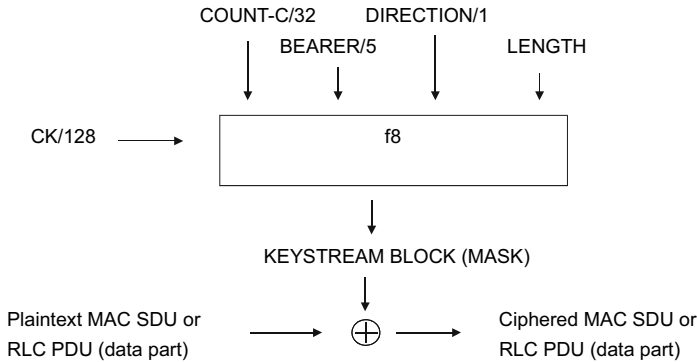 COUNT-C/32 DIRECTION/1
BEARER/5 LENGTH
CK/128
f8
KEYSTREAM BLOCK (MASK)
Plaintext MAC SDU or
RLC PDU (data part)
Ciphered MAC SDU or
RLC PDU (data part)